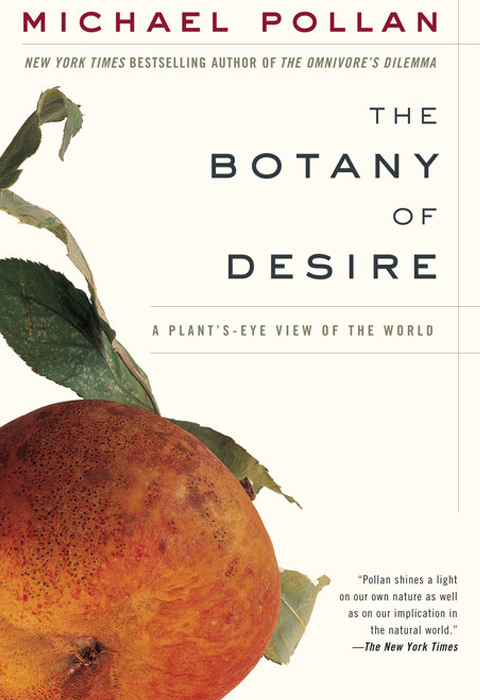 MICHAEL POLLAN
NEW YORK TIMES BESTSELLING AUTHOR OF THE OMNIVORE'S DILEMMA
THE
BOTANY
OF
DESIRE
A PLANT'S-EYE VIEW OF THE WORLD
“Pollan shines a light
on our own nature as well
as on our implication in
the natural world.”
—The New York Times